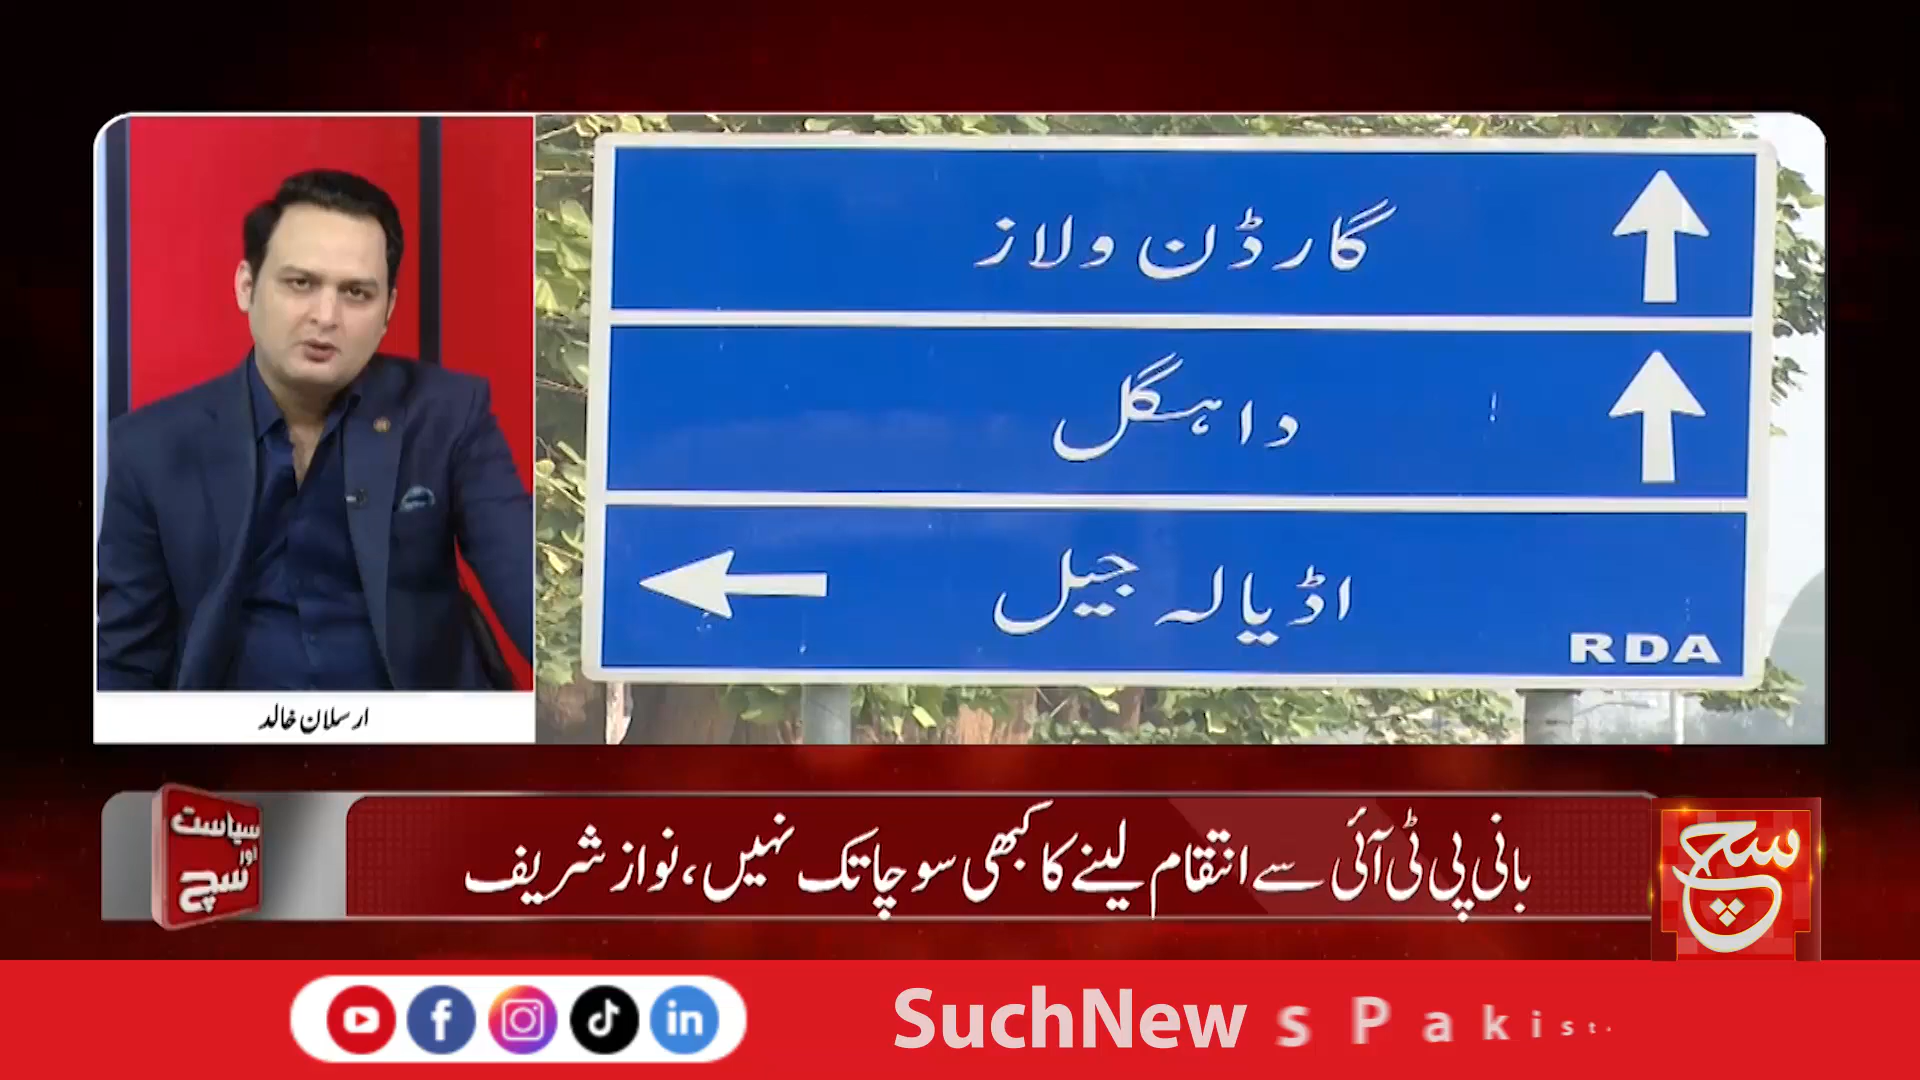 گارڈن ولاز
داہگل
اڈیالہ جیل
RDA
ارسلان خالد
سیاست
اور
سچ
بانی پی ٹی آئی سے انتقام لینے کا کبھی سوچا تک نہیں، نواز شریف
سچ
SuchNews Pakist